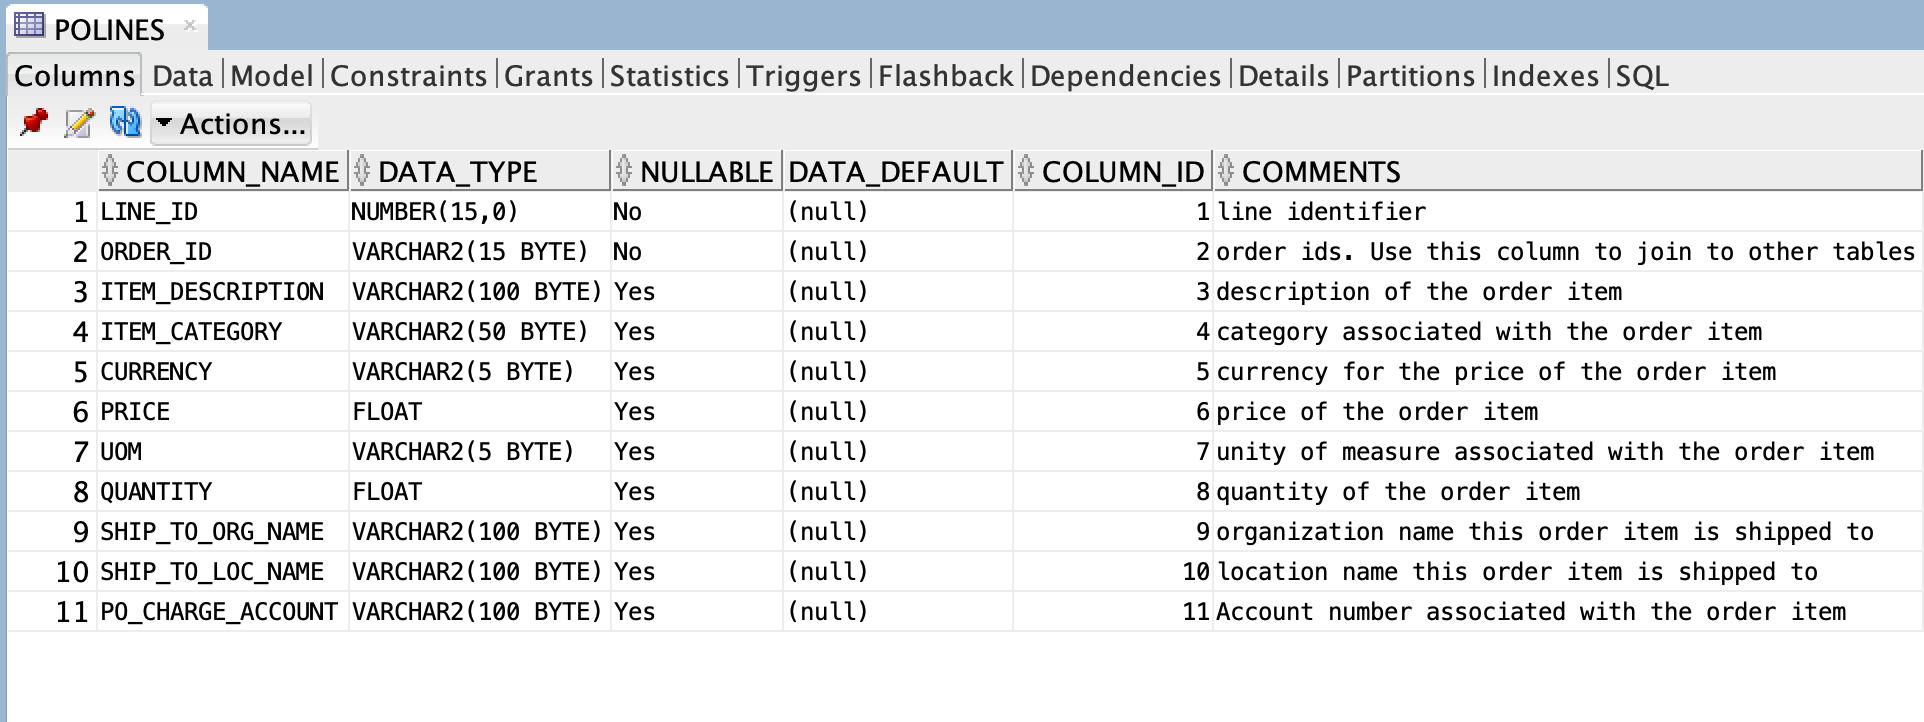 POLINES
Columns Data Model Constraints Grants Statistics Triggers Flashback Dependencies Details Partitions Indexes SQL
Actions...
COLUMN_NAME DATA_TYPE NULLABLE DATA_DEFAULT COLUMN_ID COMMENTS
1 LINE_ID NUMBER(15,0) No (null) 1 line identifier
2 ORDER_ID VARCHAR2(15 BYTE) No (null) 2 order ids. Use this column to join to other tables
3 ITEM_DESCRIPTION VARCHAR2(100 BYTE) Yes (null) 3 description of the order item
4 ITEM_CATEGORY VARCHAR2(50 BYTE) Yes (null) 4 category associated with the order item
5 CURRENCY VARCHAR2(5 BYTE) Yes (null) 5 currency for the price of the order item
6 PRICE FLOAT Yes (null) 6 price of the order item
7 UOM VARCHAR2(5 BYTE) Yes (null) 7 unity of measure associated with the order item
8 QUANTITY FLOAT Yes (null) 8 quantity of the order item
9 SHIP_TO_ORG_NAME VARCHAR2(100 BYTE) Yes (null) 9 organization name this order item is shipped to
10 SHIP_TO_LOC_NAME VARCHAR2(100 BYTE) Yes (null) 10 location name this order item is shipped to
11 PO_CHARGE_ACCOUNT VARCHAR2(100 BYTE) Yes (null) 11 Account number associated with the order item